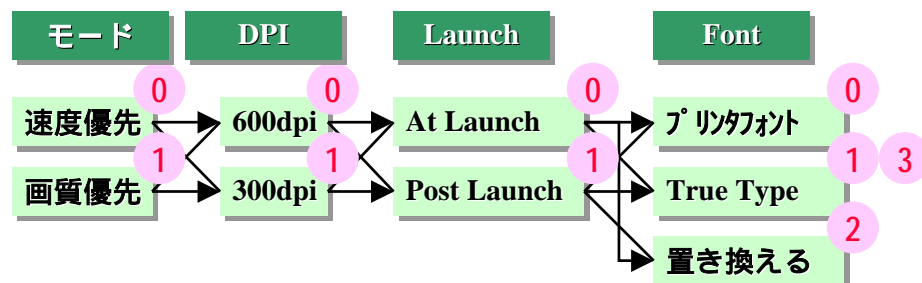 モード DPI Launch Font
0 0 0 0
速度優先 600dpi At Launch プリンタフォント
1 1 1 1 3
画質優先 300dpi Post Launch True Type
2
置き換える